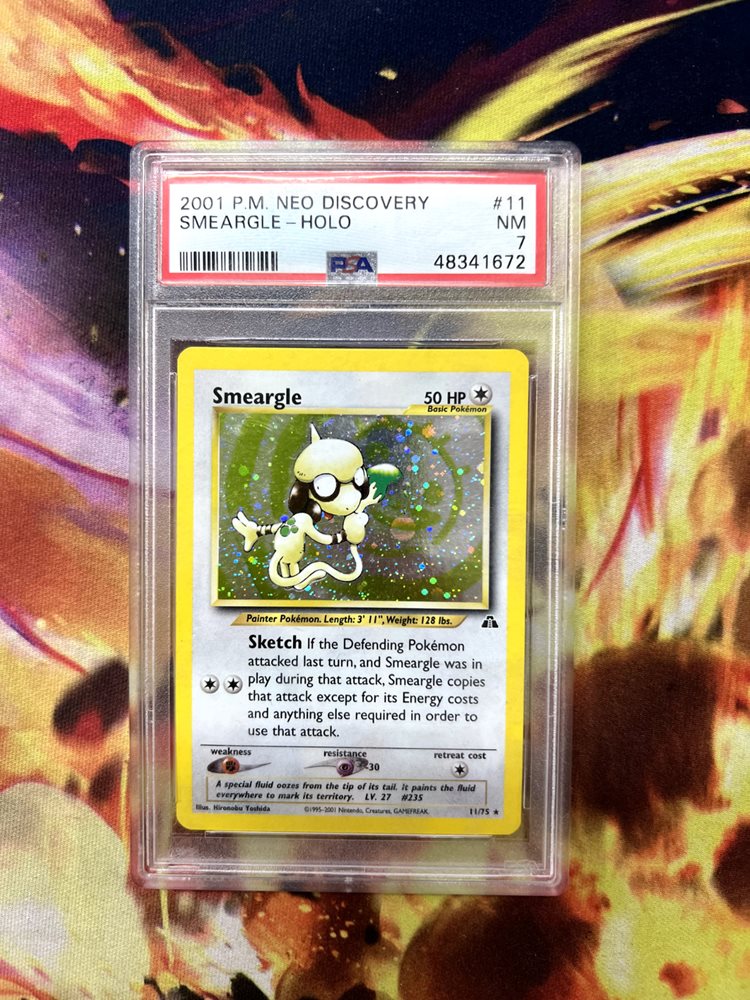 2001 P.M. NEO DISCOVERY #11
SMEARGLE - HOLO NM
7
PSA 48341672
Smeargle 50 HP
Basic Pokémon
Painter Pokémon. Length: 3' 11", Weight: 128 lbs.
Sketch If the Defending Pokémon
attacked last turn, and Smeargle was in
play during that attack, Smeargle copies
that attack except for its Energy costs
and anything else required in order to
use that attack.
weakness resistance retreat cost
-30
A special fluid oozes from the tip of its tail. It paints the fluid
everywhere to mark its territory. LV. 27 #235
Illus. Hironobu Yoshida ©1995-2001 Nintendo, Creatures, GAMEFREAK. 11/75 ★